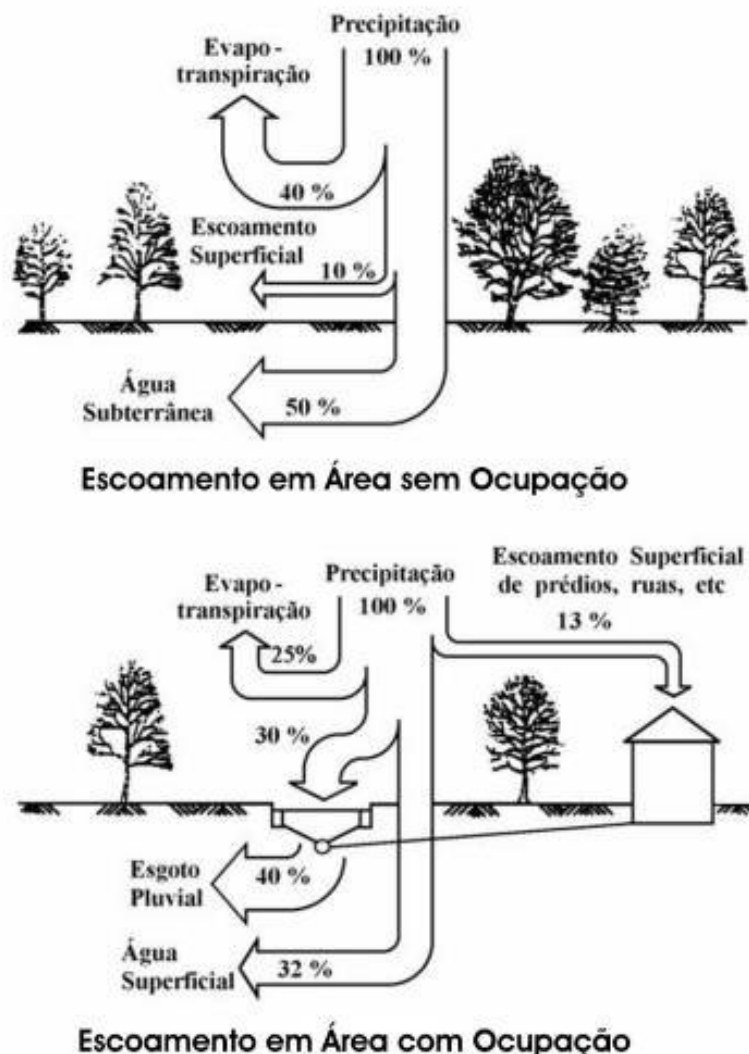 Precipitação
100 %
Evapo -
transpiração
40 %
Escoamento
Superficial
10 %
Água
Subterrânea
50 %
Escoamento em Área sem Ocupação
Escoamento Superficial
de prédios, ruas, etc
13 %
Precipitação
100 %
Evapo -
transpiração
25%
30 %
Esgoto
Pluvial
40 %
Água
Superficial
32 %
Escoamento em Área com Ocupação